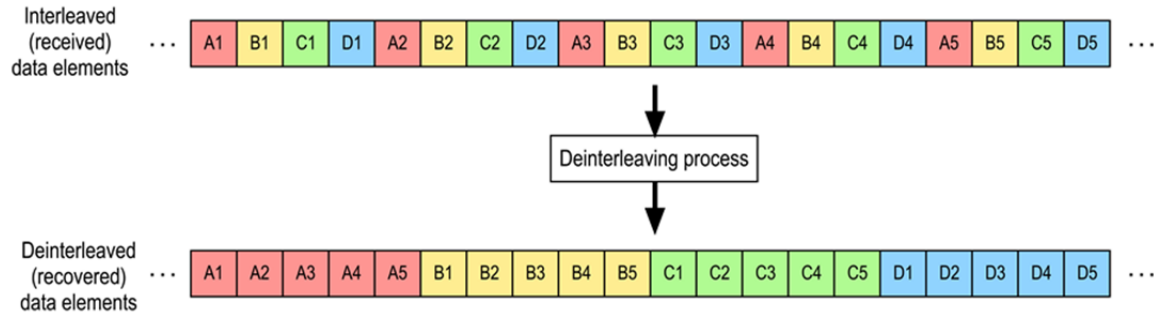 Interleaved
(received)
data elements
... A1 B1 C1 D1 A2 B2 C2 D2 A3 B3 C3 D3 A4 B4 C4 D4 A5 B5 C5 D5 ...
Deinterleaving process
Deinterleaved
(recovered)
data elements
... A1 A2 A3 A4 A5 B1 B2 B3 B4 B5 C1 C2 C3 C4 C5 D1 D2 D3 D4 D5 ...